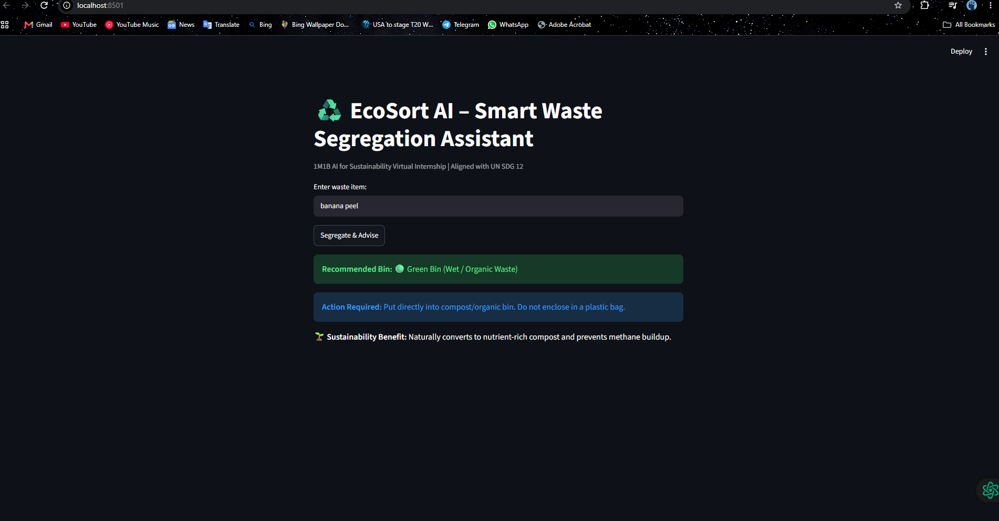 localhost:8501
Gmail YouTube YouTube Music News Translate Bing Bing Wallpaper Do... USA to stage T20 W... Telegram WhatsApp Adobe Acrobat All Bookmarks
Deploy
EcoSort AI – Smart Waste
Segregation Assistant
1M1B AI for Sustainability Virtual Internship | Aligned with UN SDG 12
Enter waste item:
banana peel
Segregate & Advise
Recommended Bin: Green Bin (Wet / Organic Waste)
Action Required: Put directly into compost/organic bin. Do not enclose in a plastic bag.
Sustainability Benefit: Naturally converts to nutrient-rich compost and prevents methane buildup.